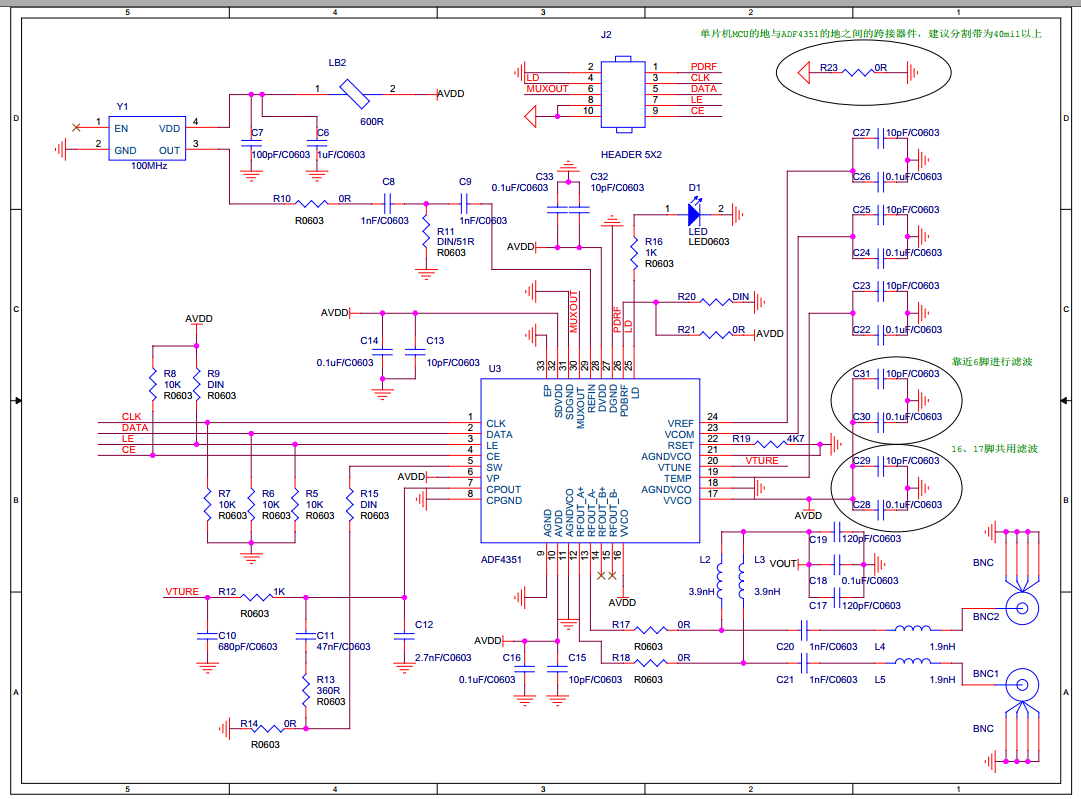 5 4 3 2 1
单片机MCU的地与ADF4351的地之间的跨接器件,建议分割带为40mil以上
J2
R23 0R
2 1 PDRF
LD 4 3 CLK
MUXOUT 6 5 DATA
8 7 LE
10 9 CE
HEADER 5X2
LB2
1 2 AVDD
600R
Y1
1 EN VDD 4
2 GND OUT 3
100MHz
C7
100pF/C0603
C6
1uF/C0603
D
D
C27 10pF/C0603
C26 0.1uF/C0603
C25 10pF/C0603
C24 0.1uF/C0603
C23 10pF/C0603
C22 0.1uF/C0603
R10 0R
R0603
C8
1nF/C0603
C9
1nF/C0603
R11
DIN/51R
R0603
C33
0.1uF/C0603
C32
10pF/C0603
AVDD
D1
1 2
LED
LED0603
R16
1K
R0603
R20 DIN
R21 0R AVDD
MUXOUT
PDRF
LD
C
C
AVDD
C14
0.1uF/C0603
C13
10pF/C0603
AVDD
R8
10K
R0603
R9
DIN
R0603
靠近6脚进行滤波
C31 10pF/C0603
C30 0.1uF/C0603
16、17脚共用滤波
C29 10pF/C0603
C28 0.1uF/C0603
U3
33 32 31 30 29 28 27 26 25
EP SDVDD SDGND MUXOUT REFIN DVDD DGND PDBRF LD
CLK 1 CLK
DATA 2 DATA
LE 3 LE
CE 4 CE
5 SW
AVDD 6 VP
7 CPOUT
8 CPGND
VREF 24
VCOM 23
RSET 22 R19 4K7
AGNDVCO 21
VTUNE 20 VTURE
TEMP 19
AGNDVCO 18
VVCO 17
AVDD
AGND AVDD AGNDVCO RFOUT_A+ RFOUT_A- RFOUT_B+ RFOUT_B- VVCO
9 10 11 12 13 14 15 16
ADF4351
AVDD
B
B
R7
10K
R0603
R6
10K
R0603
R5
10K
R0603
R15
DIN
R0603
L2
3.9nH
L3
3.9nH
C19 120pF/C0603
VOUT
C18 0.1uF/C0603
C17 120pF/C0603
BNC
BNC2
VTURE R12 1K
R0603
C10
680pF/C0603
C11
47nF/C0603
C12
2.7nF/C0603
R13
360R
R0603
R14 0R
R0603
AVDD
C16
0.1uF/C0603
C15
10pF/C0603
R17 0R
R0603
R18 0R
R0603
C20 1nF/C0603
L4 1.9nH
C21 1nF/C0603
L5 1.9nH
BNC1
BNC
A
A
5 4 3 2 1